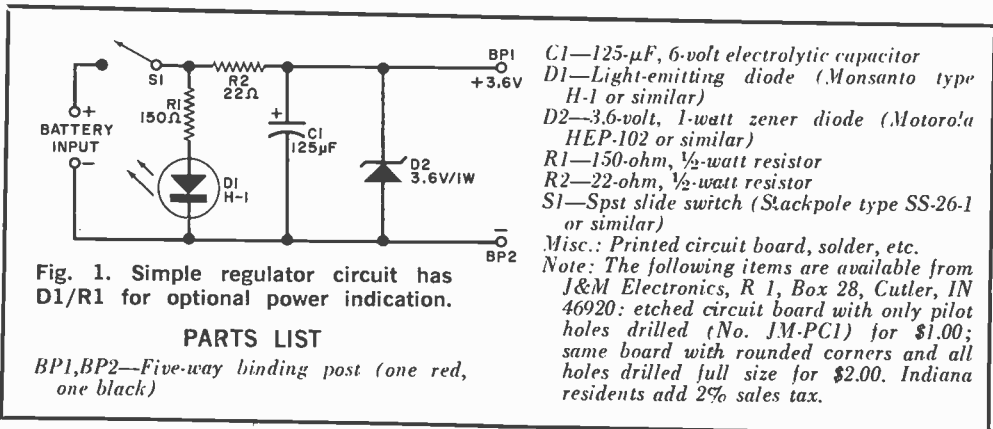 S1
R2
22Ω
BP1
+3.6V
R1
150Ω
+
BATTERY
INPUT
−
+
C1
125µF
D2
3.6V/1W
D1
H-1
−
BP2
Fig. 1. Simple regulator circuit has
D1/R1 for optional power indication.
PARTS LIST
BP1,BP2—Five-way binding post (one red,
one black)
C1—125-µF, 6-volt electrolytic capacitor
D1—Light-emitting diode (Monsanto type
H-1 or similar)
D2—3.6-volt, 1-watt zener diode (Motorola
HEP-102 or similar)
R1—150-ohm, ½-watt resistor
R2—22-ohm, ½-watt resistor
S1—Spst slide switch (Stackpole type SS-26-1
or similar)
Misc.: Printed circuit board, solder, etc.
Note: The following items are available from
J&M Electronics, R 1, Box 28, Cutler, IN
46920: etched circuit board with only pilot
holes drilled (No. JM-PC1) for $1.00;
same board with rounded corners and all
holes drilled full size for $2.00. Indiana
residents add 2% sales tax.